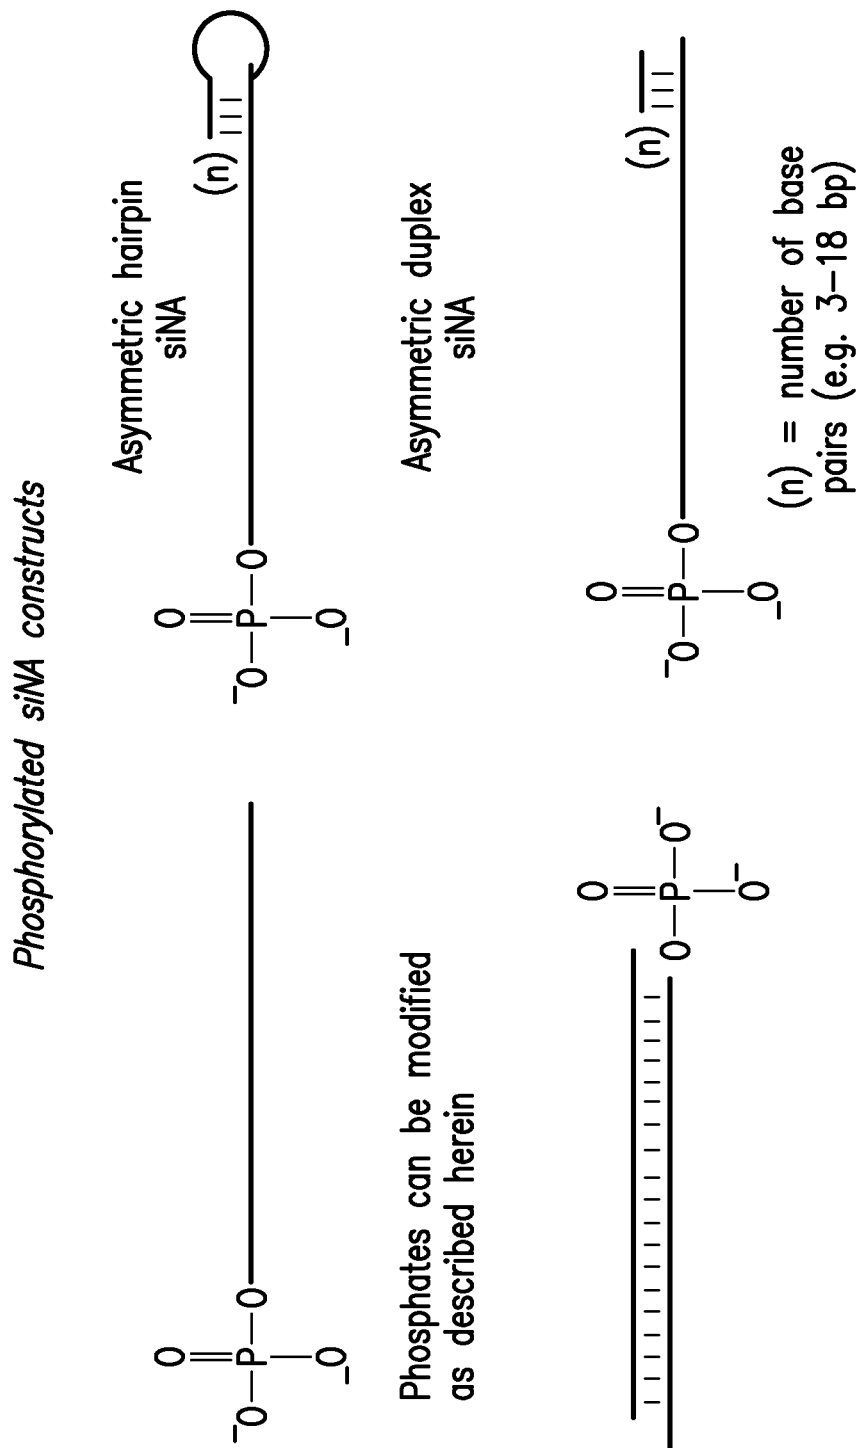 Phosphorylated siNA constructs
Asymmetric hairpin
siNA
O
⁻O–P–O
O⁻
O
⁻O–P–O
O⁻
(n)
Phosphates can be modified
as described herein
Asymmetric duplex
siNA
O
O–P–O⁻
O⁻
O
⁻O–P–O
O⁻
(n)
(n) = number of base
pairs (e.g. 3–18 bp)